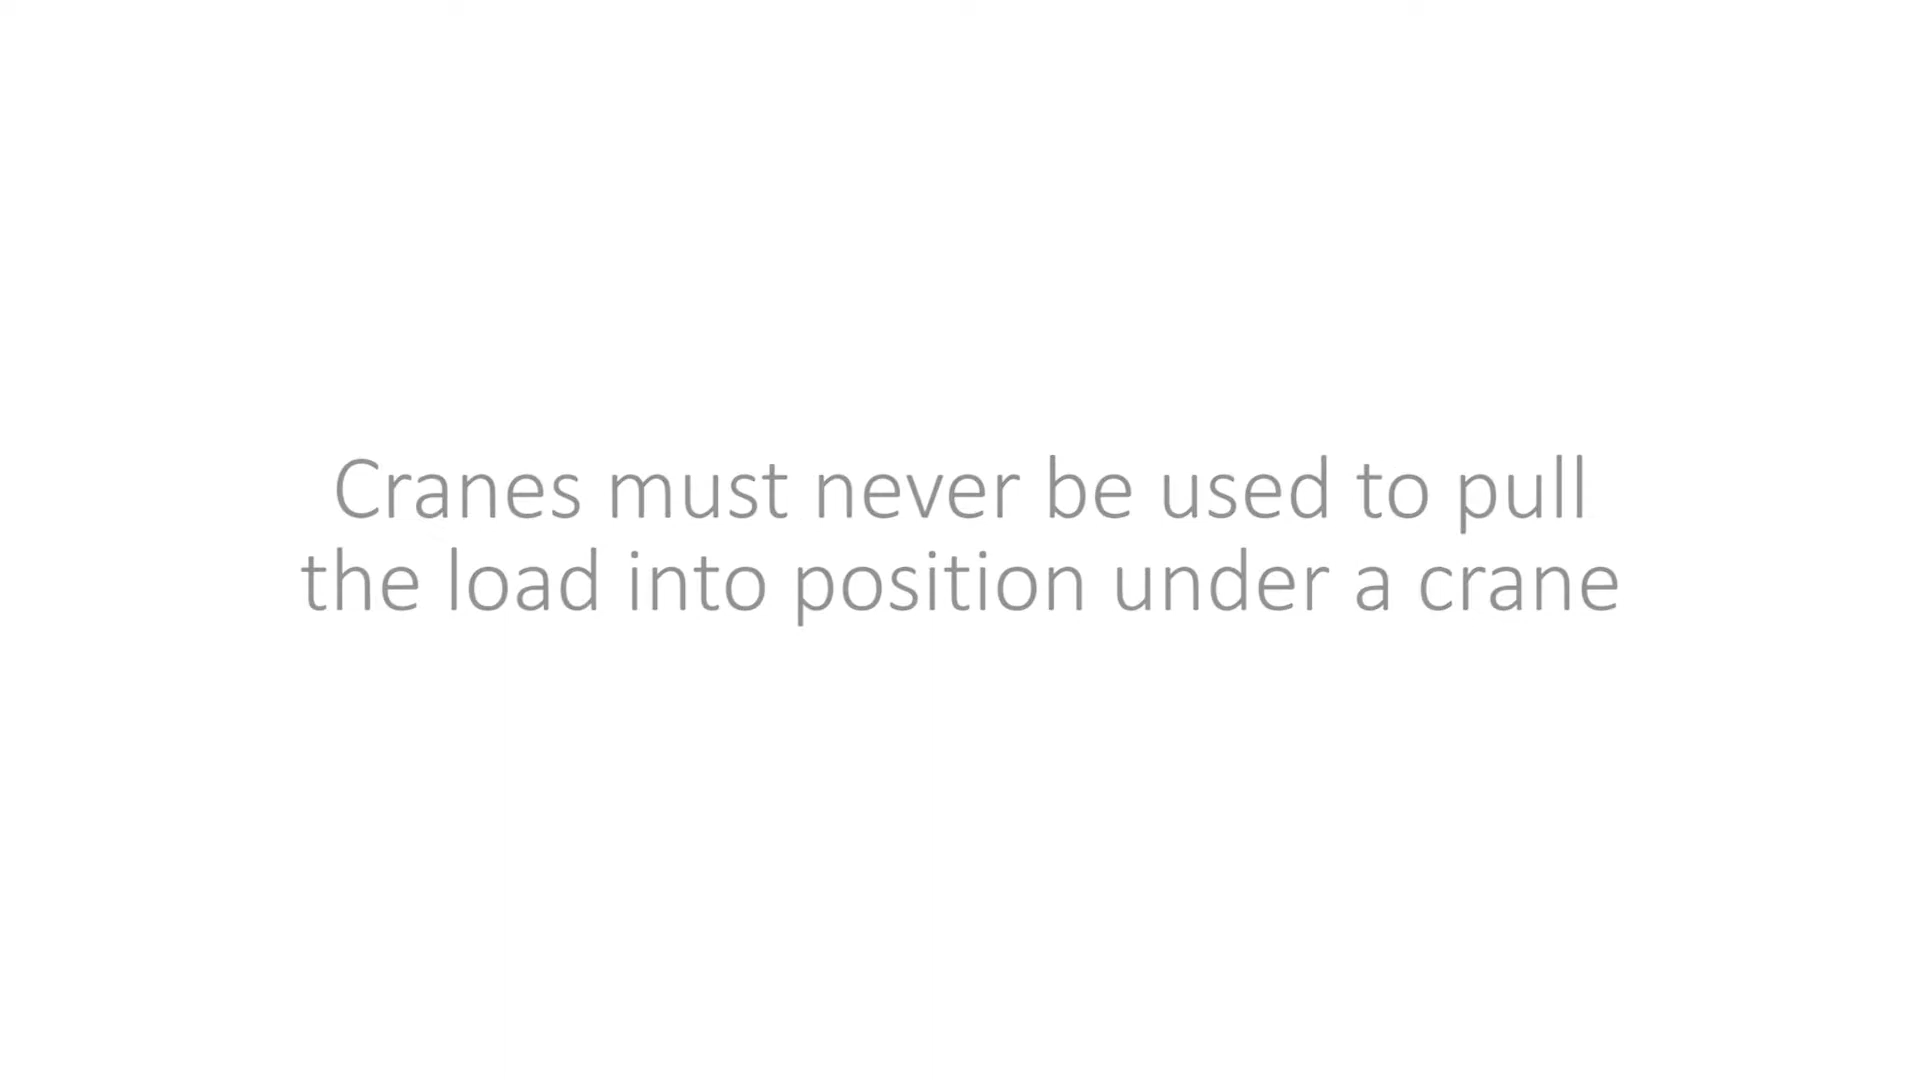 Cranes must never be used to pull
the load into position under a crane